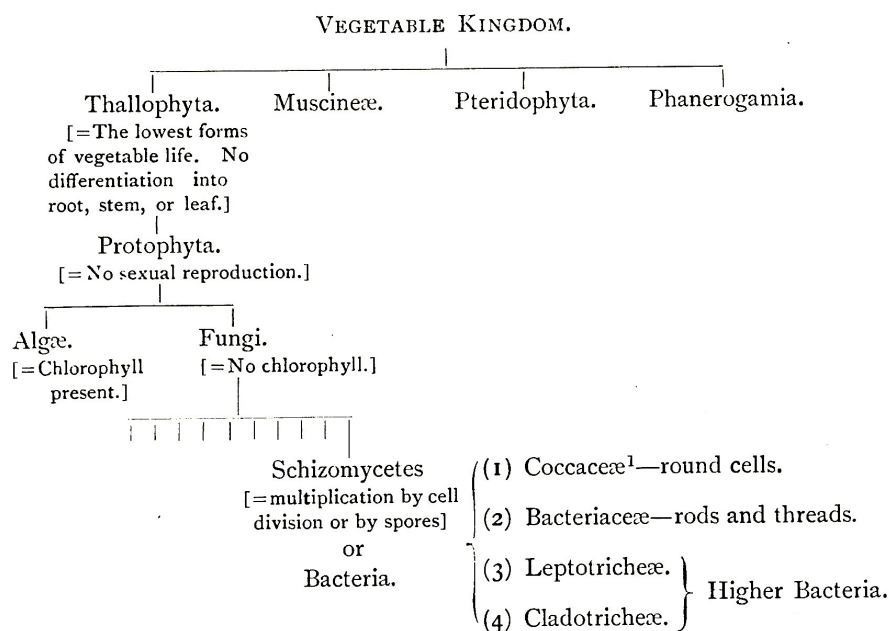 VEGETABLE KINGDOM.
Thallophyta. Muscineæ. Pteridophyta. Phanerogamia.
[=The lowest forms
of vegetable life. No
differentiation into
root, stem, or leaf.]
Protophyta.
[=No sexual reproduction.]
Algæ. Fungi.
[=Chlorophyll
present.]
[=No chlorophyll.]
Schizomycetes
[=multiplication by cell
division or by spores]
or
Bacteria.
(1) Coccaceæ¹—round cells.
(2) Bacteriaceæ—rods and threads.
(3) Leptotricheæ.
(4) Cladotricheæ.
Higher Bacteria.